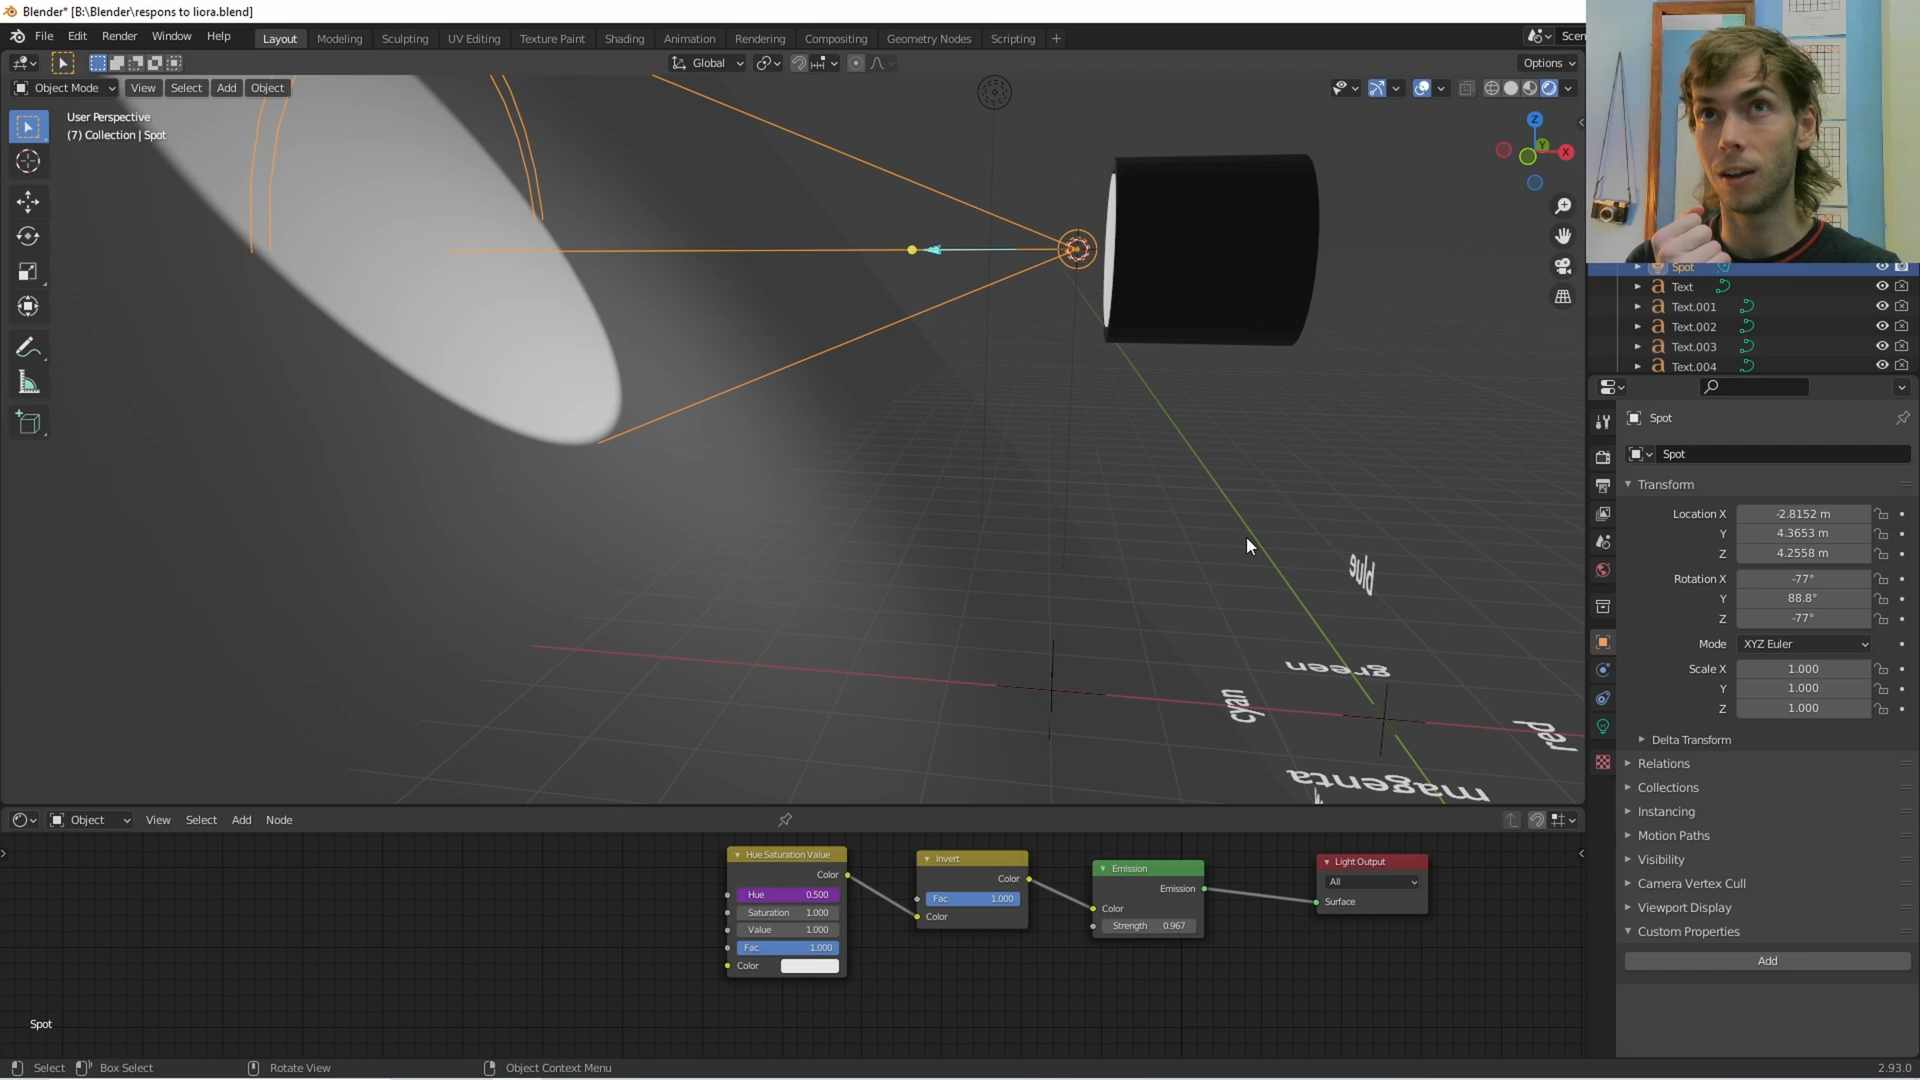 Blender* [B:\Blender\respons to liora.blend]
File Edit Render Window Help
Layout Modeling Sculpting UV Editing Texture Paint Shading Animation Rendering Compositing Geometry Nodes Scripting +
Scen
Global
Options
Object Mode View Select Add Object
User Perspective
(7) Collection | Spot
Z
Y
X
Spot
Text
Text.001
Text.002
Text.003
Text.004
Spot
Spot
Transform
Location X -2.8152 m
Y 4.3653 m
Z 4.2558 m
Rotation X -77°
Y 88.8°
Z -77°
Mode XYZ Euler
Scale X 1.000
Y 1.000
Z 1.000
Delta Transform
Relations
Collections
Instancing
Motion Paths
Visibility
Camera Vertex Cull
Viewport Display
Custom Properties
Add
blue
green
cyan
red
magenta
Object View Select Add Node
Hue Saturation Value
Color
Hue 0.500
Saturation 1.000
Value 1.000
Fac 1.000
Color
Invert
Color
Fac 1.000
Color
Emission
Emission
Color
Strength 0.967
Light Output
All
Surface
Spot
Select Box Select Rotate View Object Context Menu 2.93.0